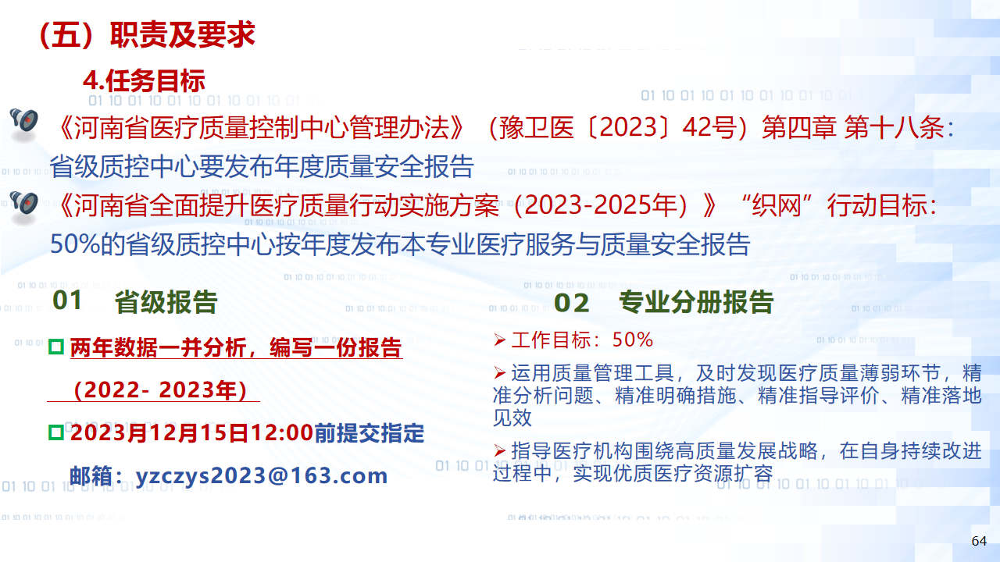 （五）职责及要求
4.任务目标
《河南省医疗质量控制中心管理办法》（豫卫医〔2023〕42号）第四章 第十八条：
省级质控中心要发布年度质量安全报告
《河南省全面提升医疗质量行动实施方案（2023-2025年）》“织网”行动目标：
50%的省级质控中心按年度发布本专业医疗服务与质量安全报告
01 省级报告
两年数据一并分析，编写一份报告
（2022- 2023年）
2023月12月15日12:00前提交指定
邮箱：yzczys2023@163.com
02 专业分册报告
工作目标：50%
运用质量管理工具，及时发现医疗质量薄弱环节，精
准分析问题、精准明确措施、精准指导评价、精准落地
见效
指导医疗机构围绕高质量发展战略，在自身持续改进
过程中，实现优质医疗资源扩容
64